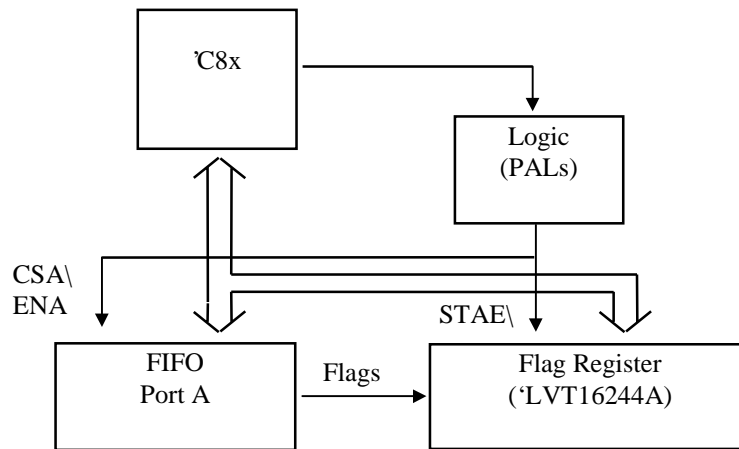 ’C8x
Logic
(PALs)
CSA\
ENA
STAE\
FIFO
Port A
Flags
Flag Register
(‘LVT16244A)